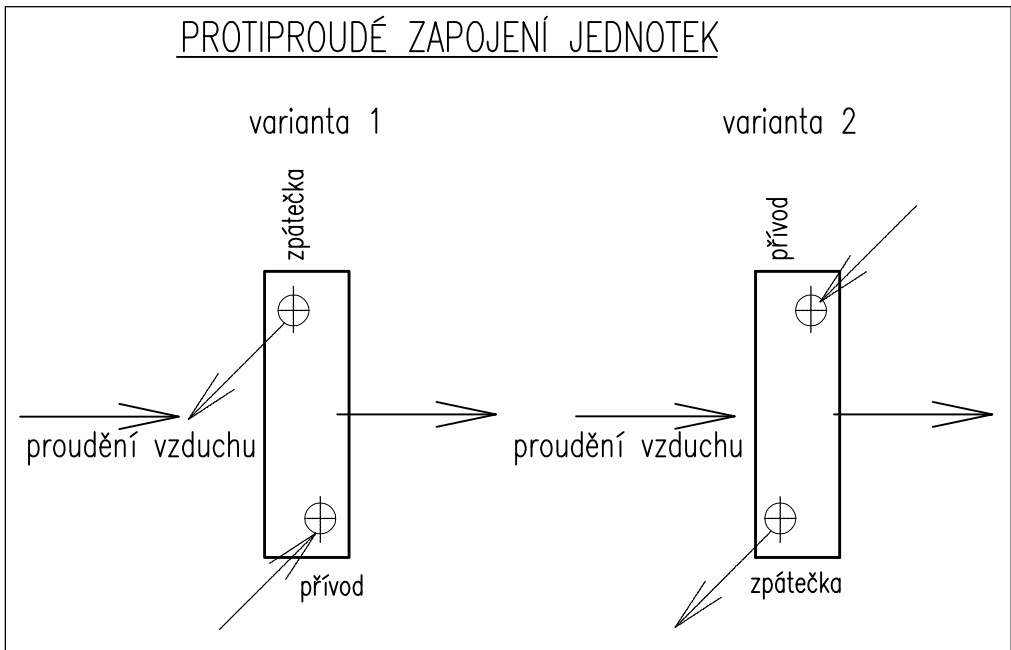 PROTIPROUDÉ ZAPOJENÍ JEDNOTEK
varianta 1
zpátečka
proudění vzduchu
přívod
varianta 2
přívod
proudění vzduchu
zpátečka